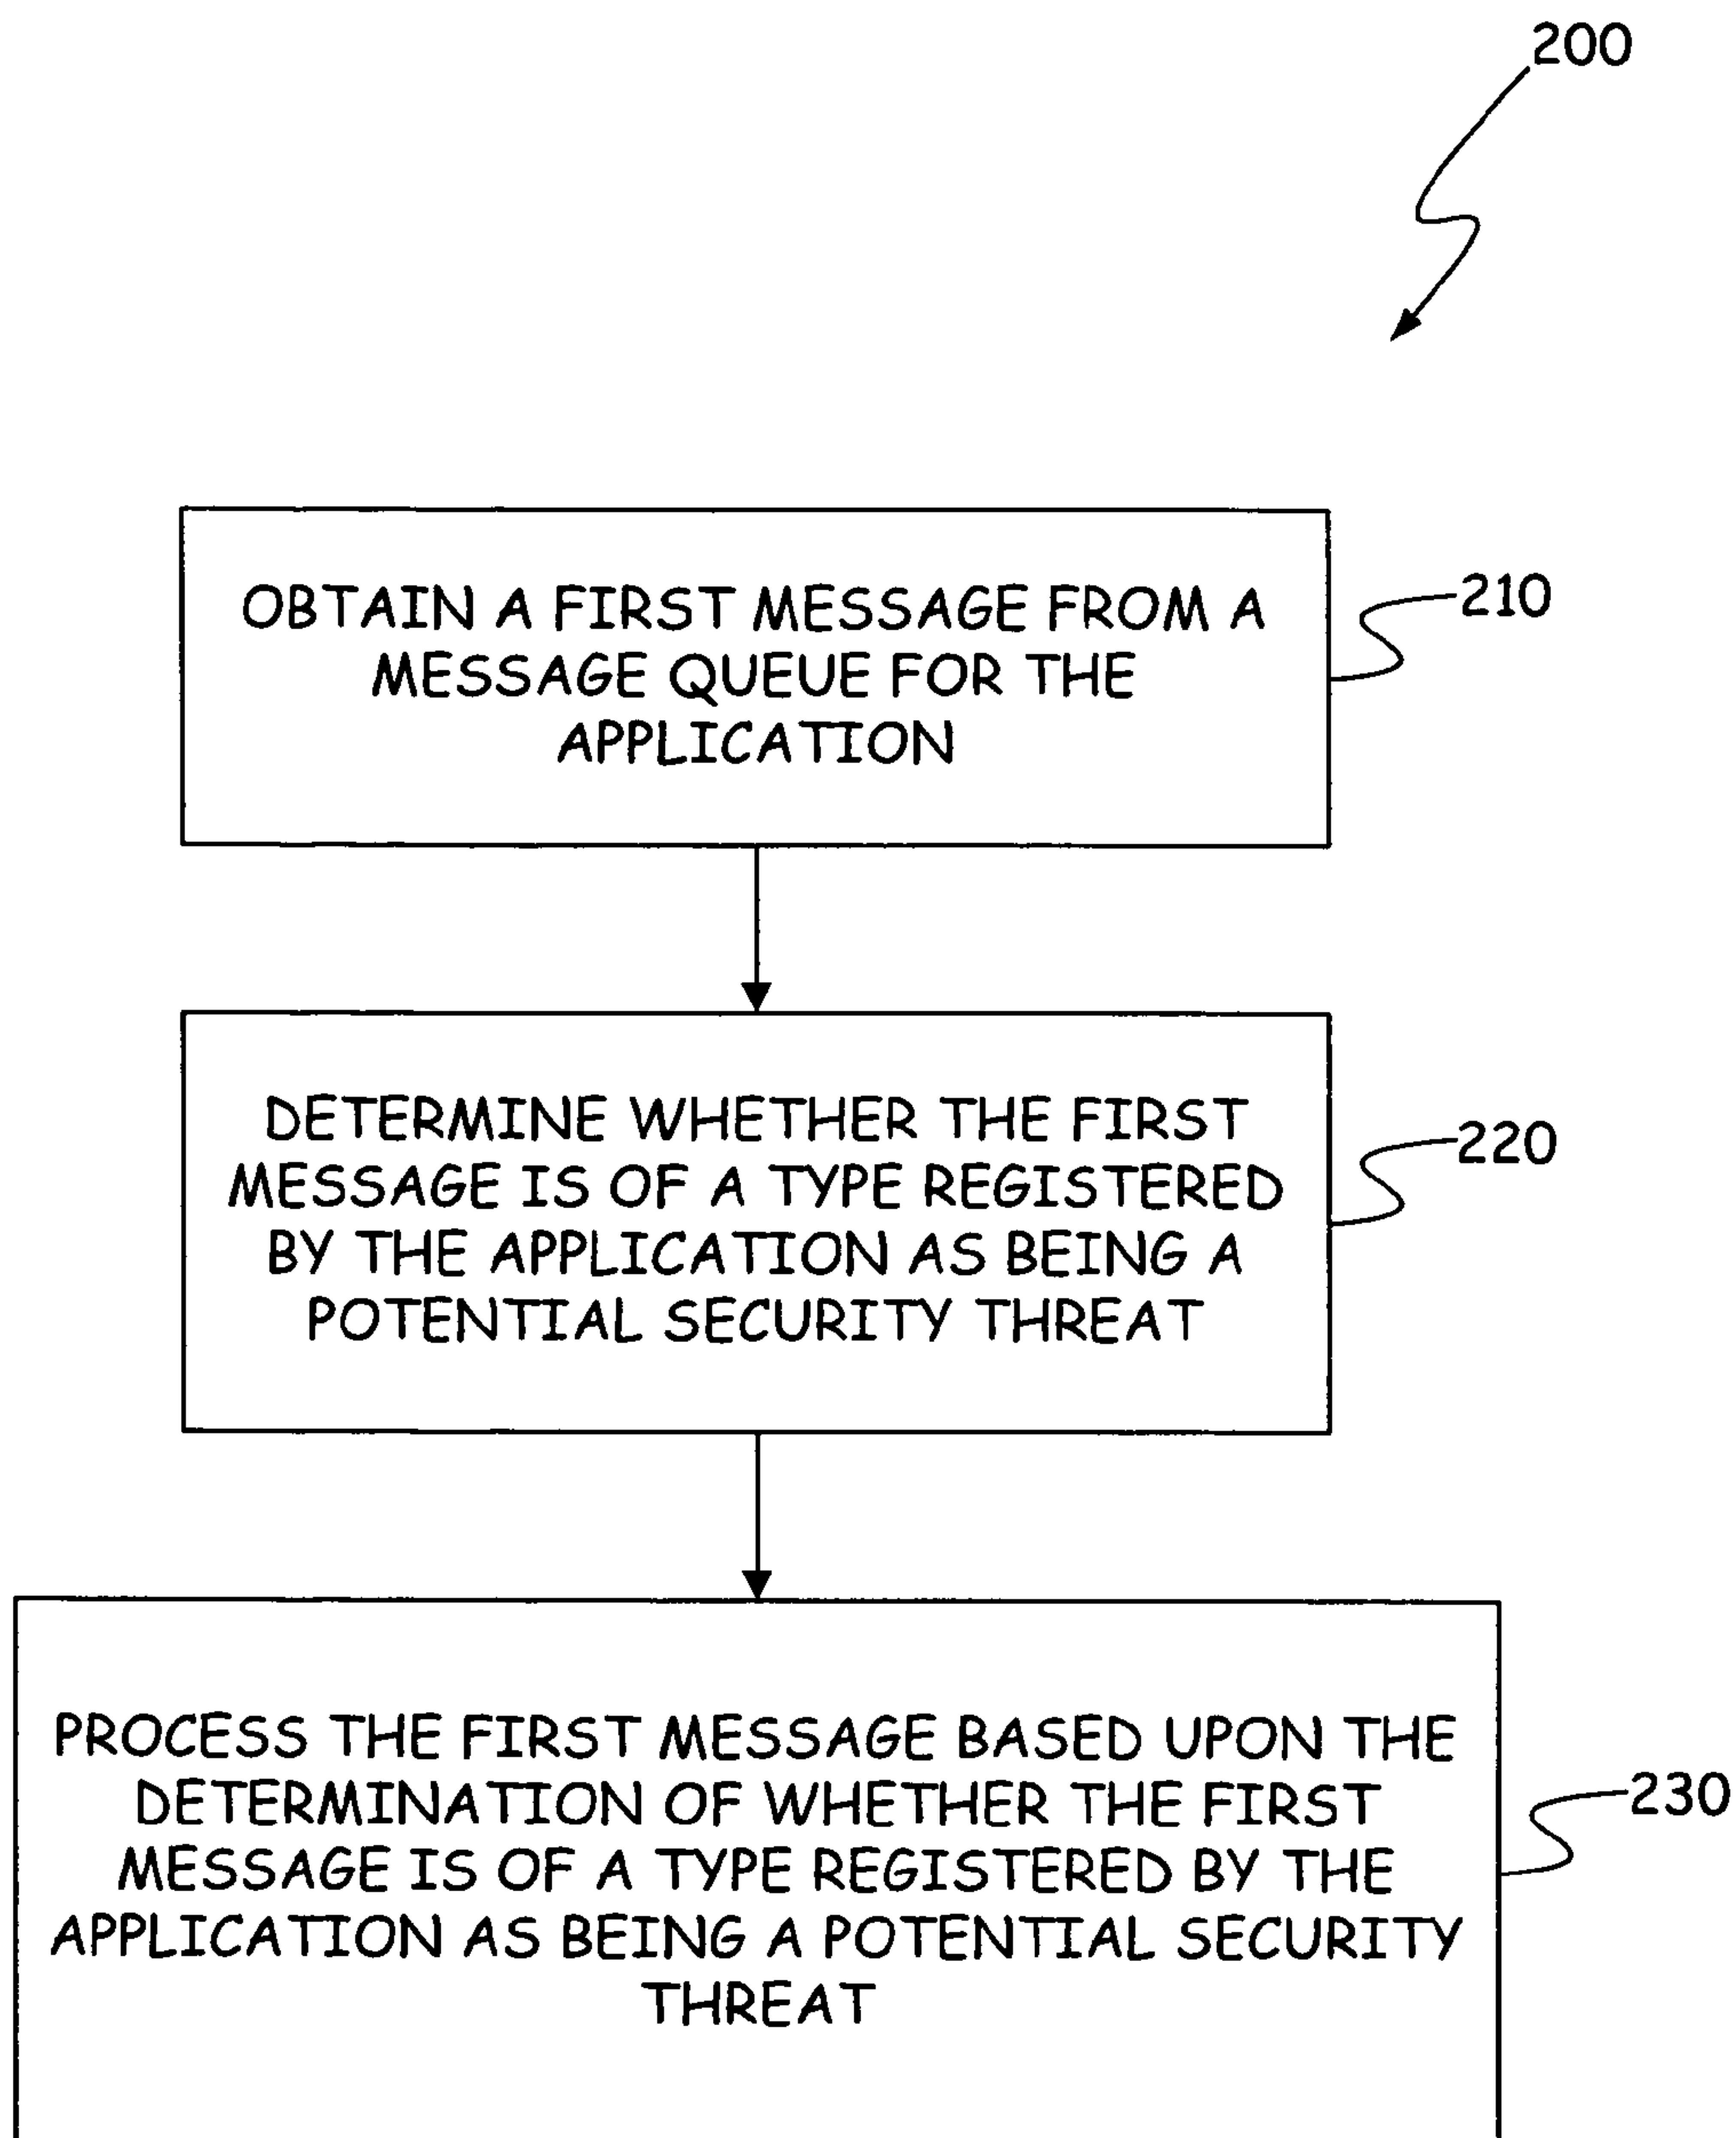 200
OBTAIN A FIRST MESSAGE FROM A
MESSAGE QUEUE FOR THE
APPLICATION
210
DETERMINE WHETHER THE FIRST
MESSAGE IS OF A TYPE REGISTERED
BY THE APPLICATION AS BEING A
POTENTIAL SECURITY THREAT
220
PROCESS THE FIRST MESSAGE BASED UPON THE
DETERMINATION OF WHETHER THE FIRST
MESSAGE IS OF A TYPE REGISTERED BY THE
APPLICATION AS BEING A POTENTIAL SECURITY
THREAT
230